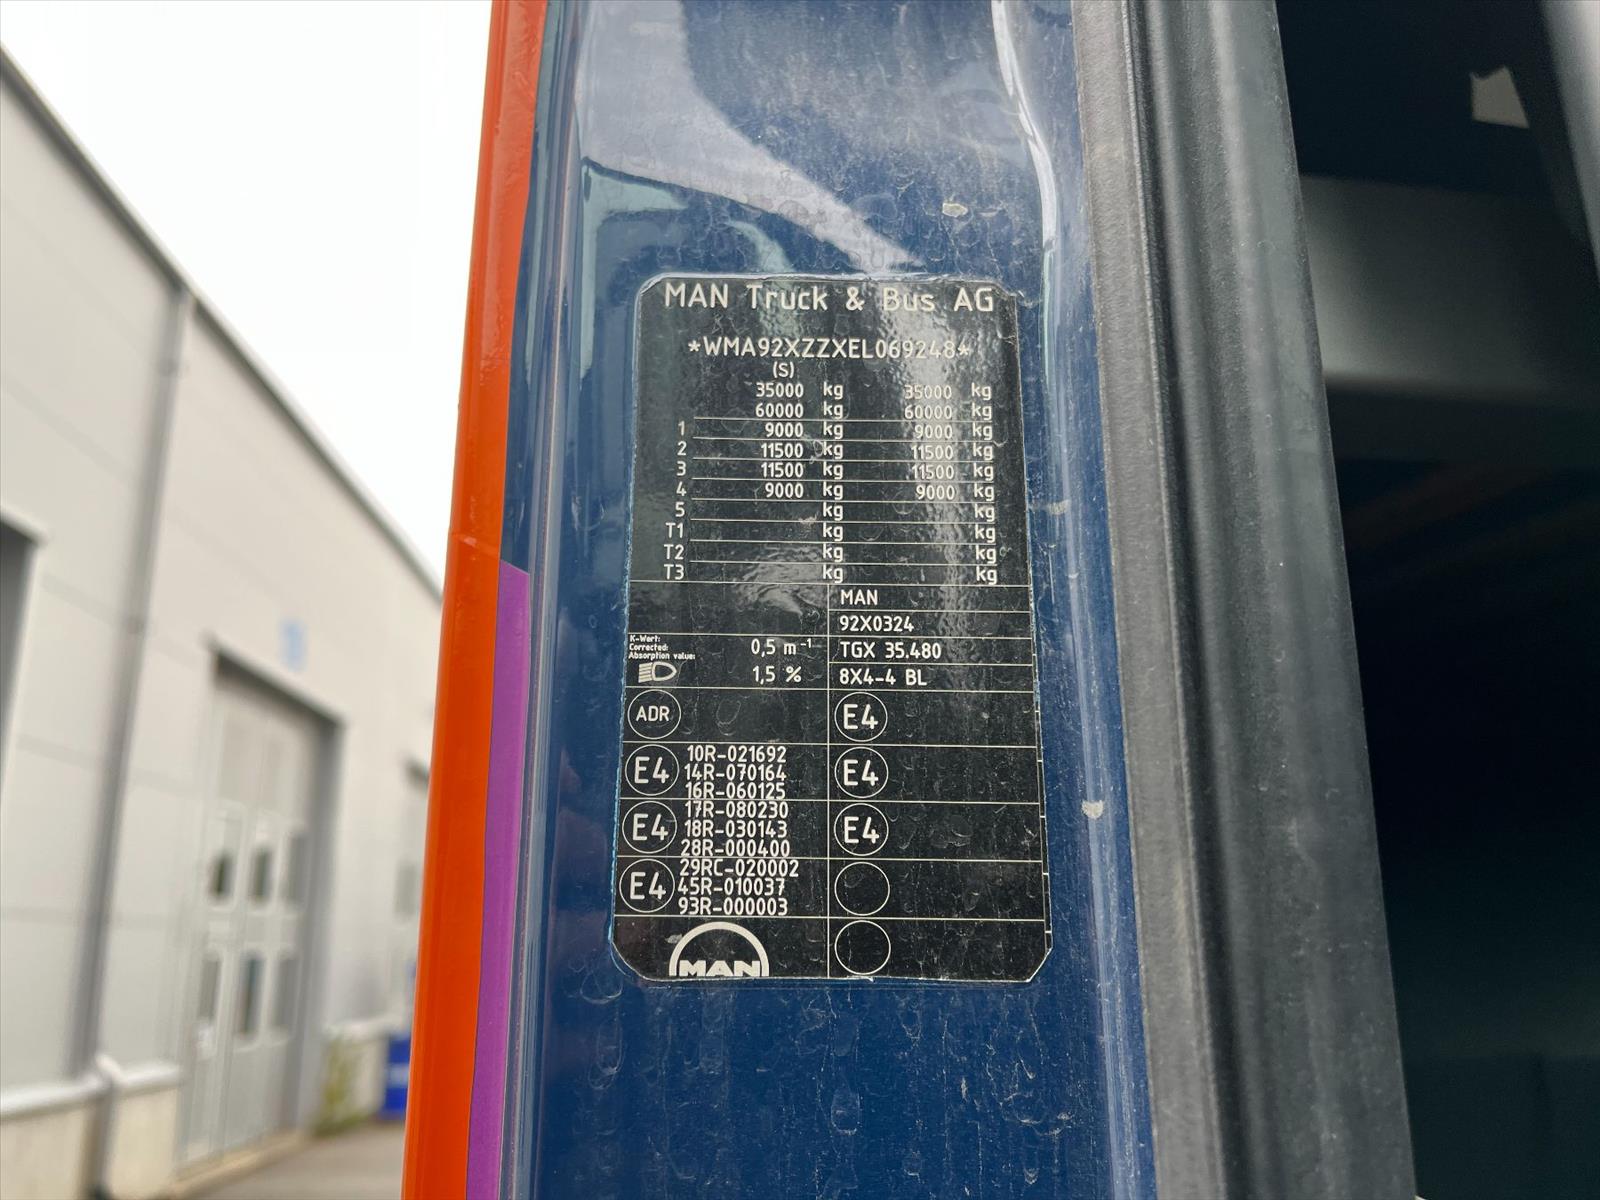 MAN Truck & Bus AG
*WMA92XZZXEL069248*
(S)
35000 kg 35000 kg
60000 kg 60000 kg
1 9000 kg 9000 kg
2 11500 kg 11500 kg
3 11500 kg 11500 kg
4 9000 kg 9000 kg
5 kg kg
T1 kg kg
T2 kg kg
T3 kg kg
MAN
92X0324
K-Wert:
Corrected:
Absorption value:
0,5 m⁻¹ TGX 35.480
1,5 % 8X4-4 BL
ADR E4
10R-021692
E4 14R-070164 E4
16R-060125
17R-080230
E4 18R-030143 E4
28R-000400
29RC-020002
E4 45R-010037
93R-000003
MAN